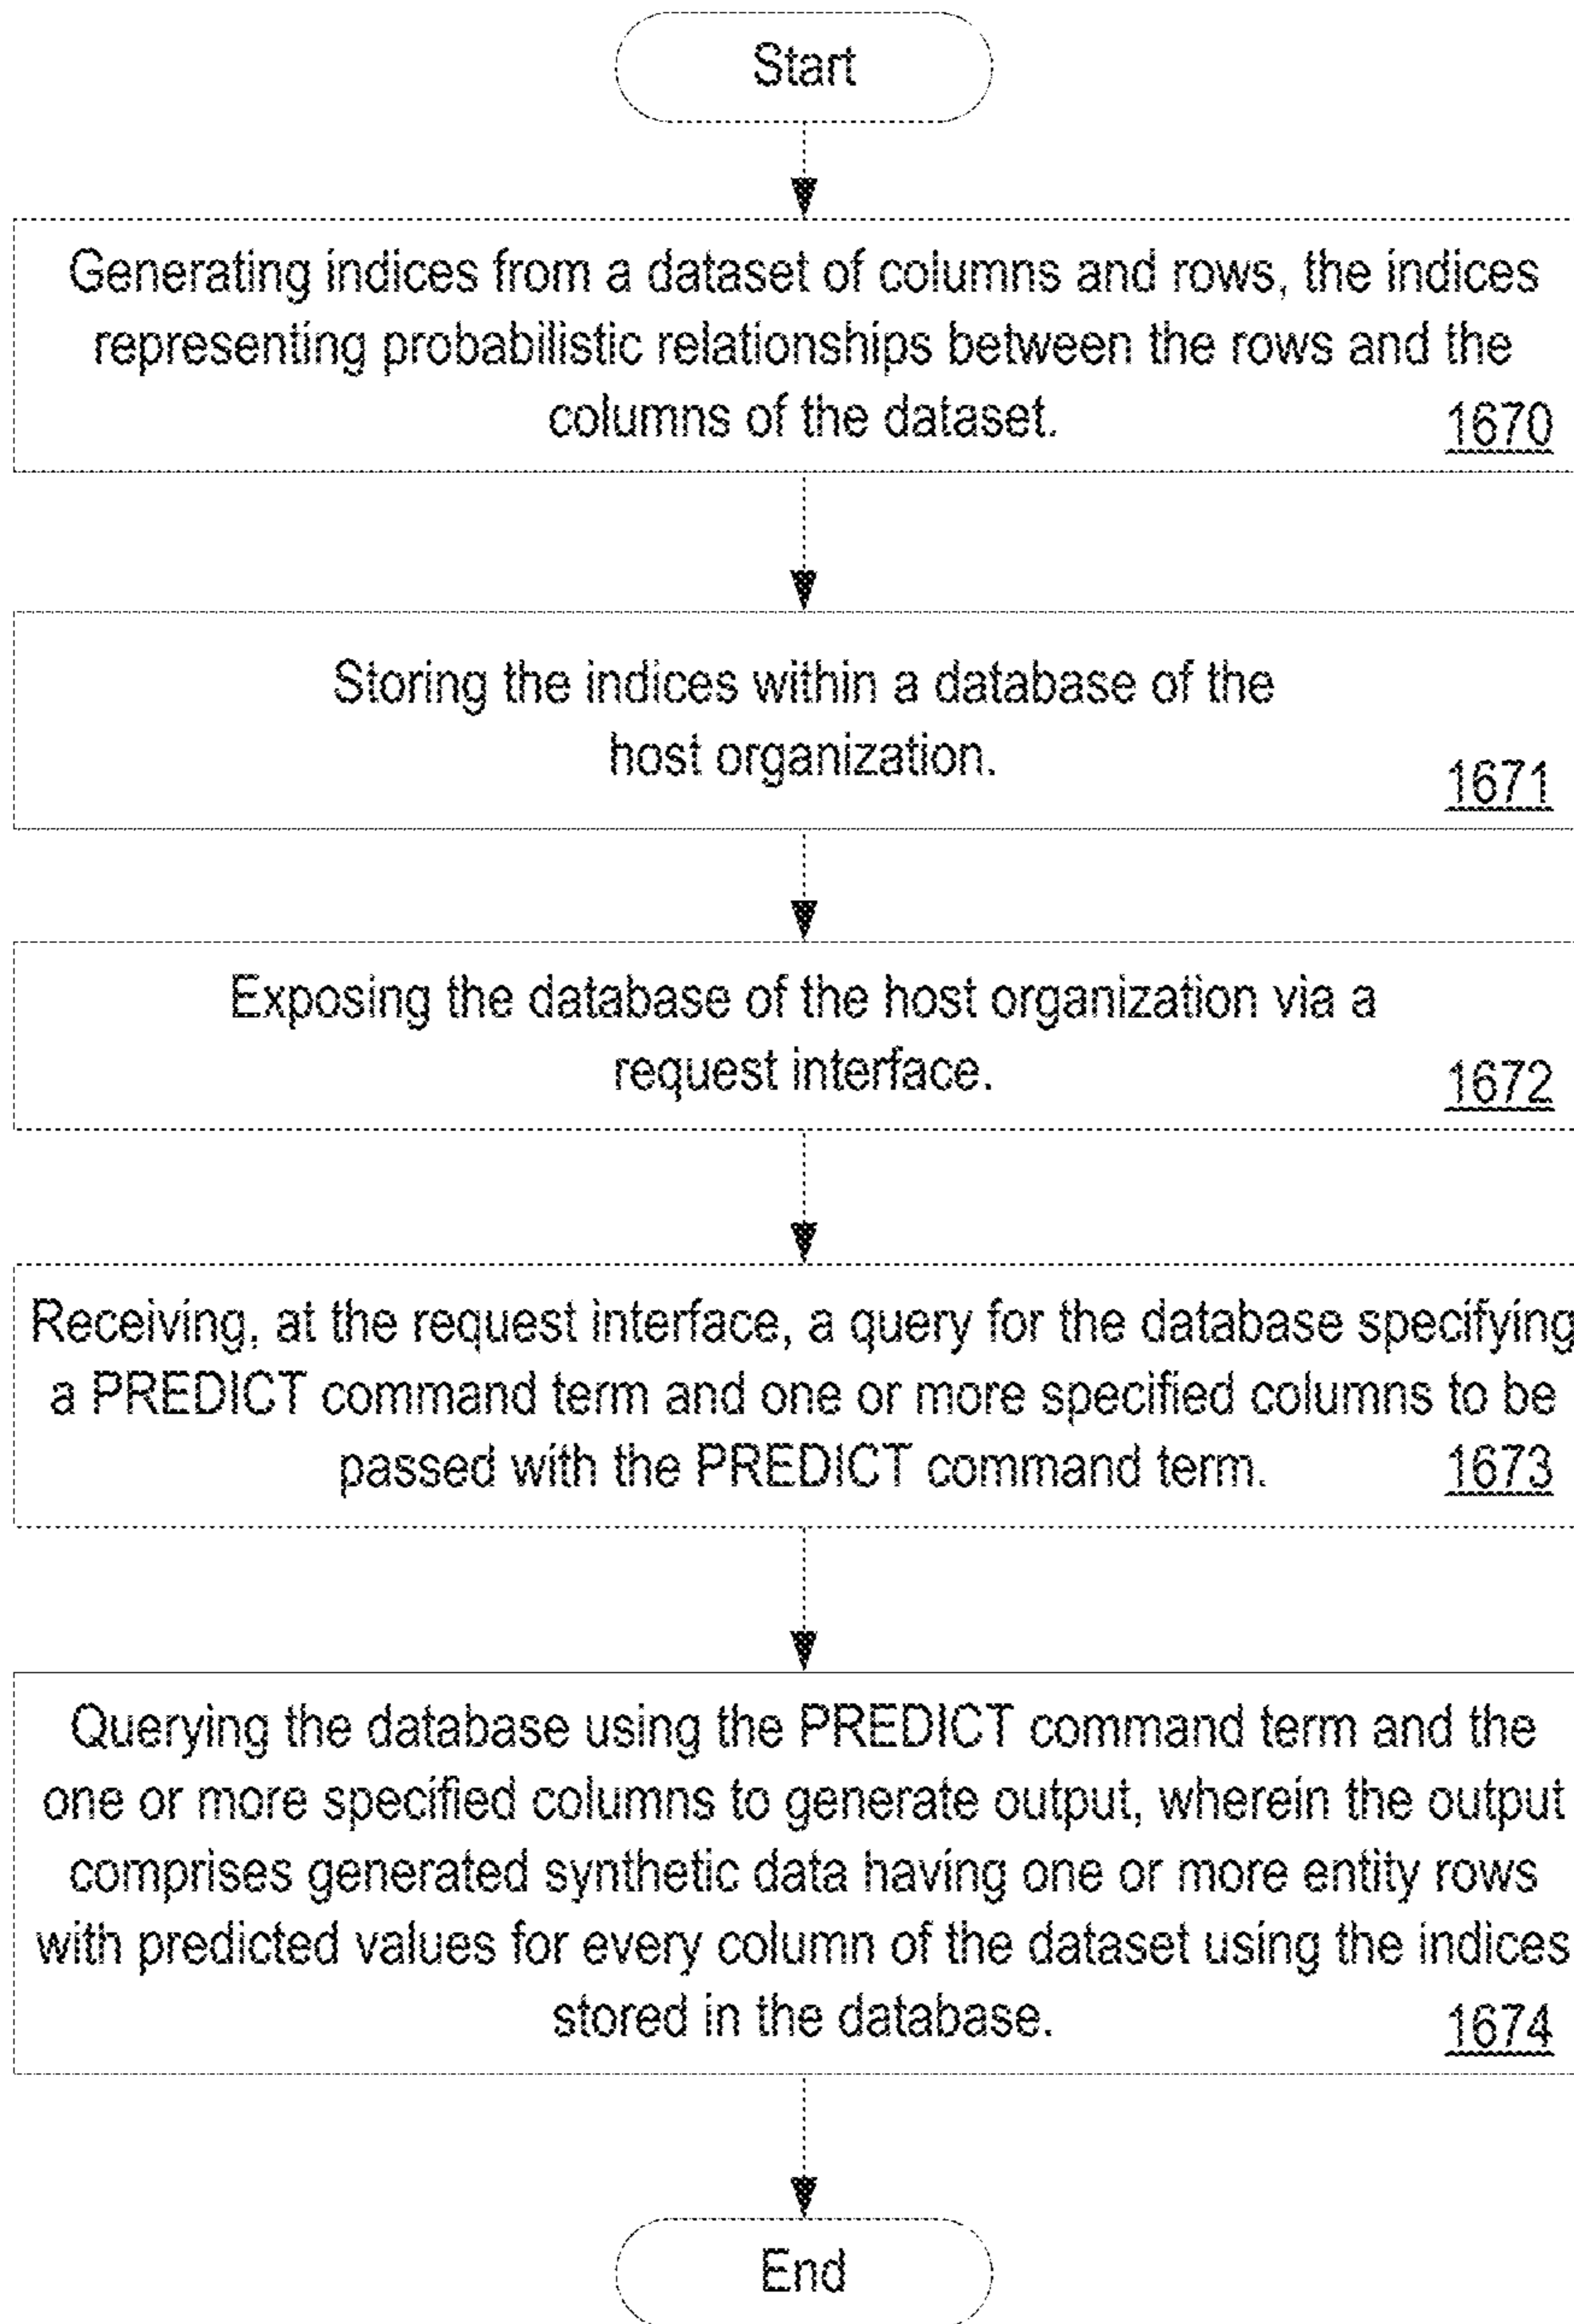 Start
Generating indices from a dataset of columns and rows, the indices
representing probabilistic relationships between the rows and the
columns of the dataset.
1670
Storing the indices within a database of the
host organization.
1671
Exposing the database of the host organization via a
request interface.
1672
Receiving, at the request interface, a query for the database specifying
a PREDICT command term and one or more specified columns to be
passed with the PREDICT command term.
1673
Querying the database using the PREDICT command term and the
one or more specified columns to generate output, wherein the output
comprises generated synthetic data having one or more entity rows
with predicted values for every column of the dataset using the indices
stored in the database.
1674
End